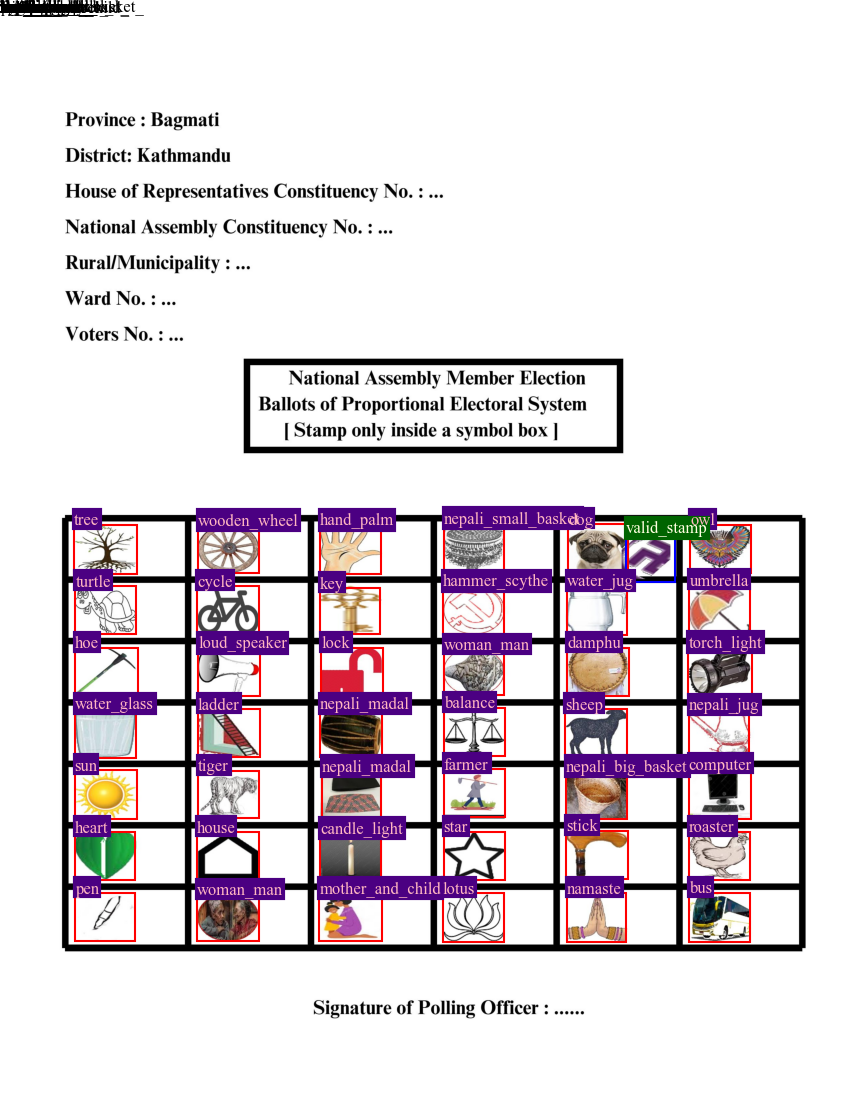 Province : Bagmati
District: Kathmandu
House of Representatives Constituency No. : ...
National Assembly Constituency No. : ...
Rural/Municipality : ...
Ward No. : ...
Voters No. : ...
National Assembly Member Election
Ballots of Proportional Electoral System
[ Stamp only inside a symbol box ]
tree wooden_wheel hand_palm nepali_small_basket dog valid_stamp owl
turtle cycle key hammer_scythe water_jug umbrella
hoe loud_speaker lock woman_man damphu torch_light
water_glass ladder nepali_madal balance sheep nepali_jug
sun tiger nepali_madal farmer nepali_big_basket computer
heart house candle_light star stick roaster
pen woman_man mother_and_child lotus namaste bus
Signature of Polling Officer : ......